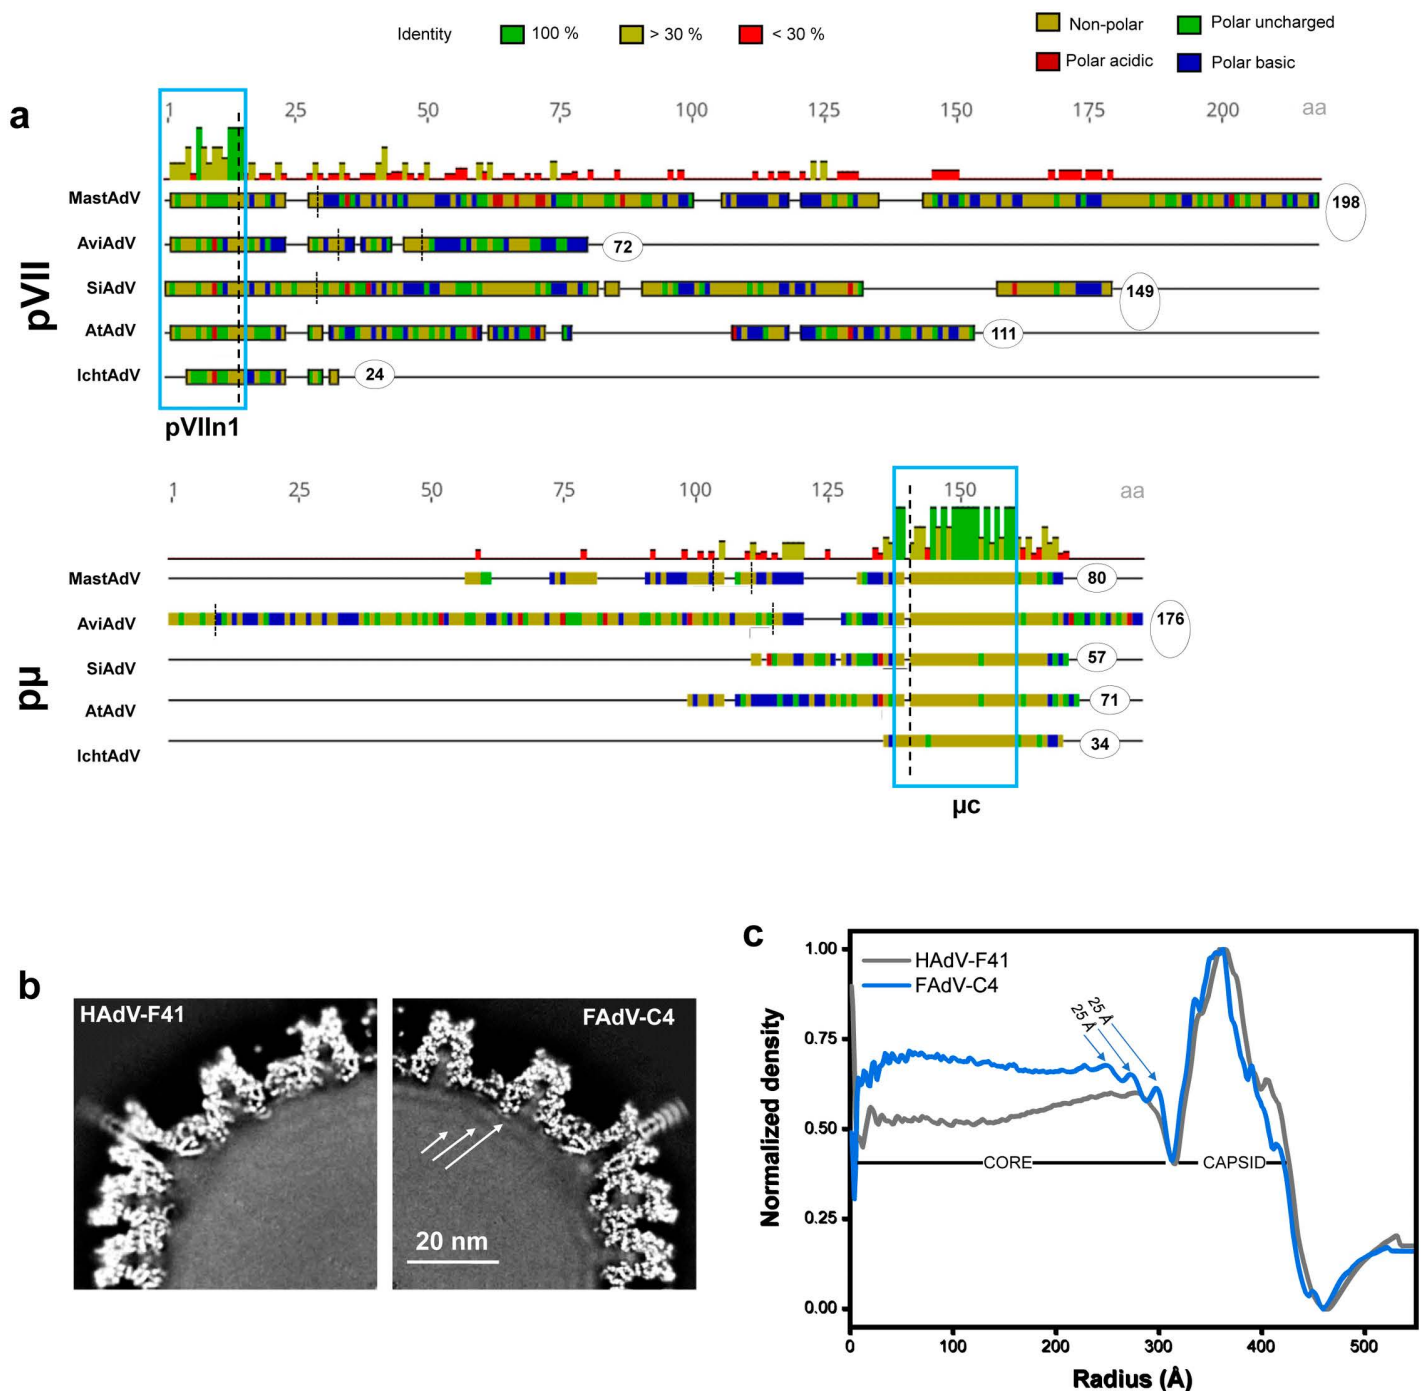 Identity 100 % > 30 % < 30 %
Non-polar Polar uncharged
Polar acidic Polar basic
a
1 25 50 75 100 125 150 175 200 aa
pVII
MastAdV 198
AviAdV 72
SiAdV 149
AtAdV 111
IchtAdV 24
pVIIn1
1 25 50 75 100 125 150 aa
pμ
MastAdV 80
AviAdV 176
SiAdV 57
AtAdV 71
IchtAdV 34
μc
b
HAdV-F41 FAdV-C4
20 nm
c
HAdV-F41
FAdV-C4
25 Å
25 Å
Normalized density
1.00
0.75
0.50
0.25
0.00
CORE CAPSID
0 100 200 300 400 500
Radius (Å)